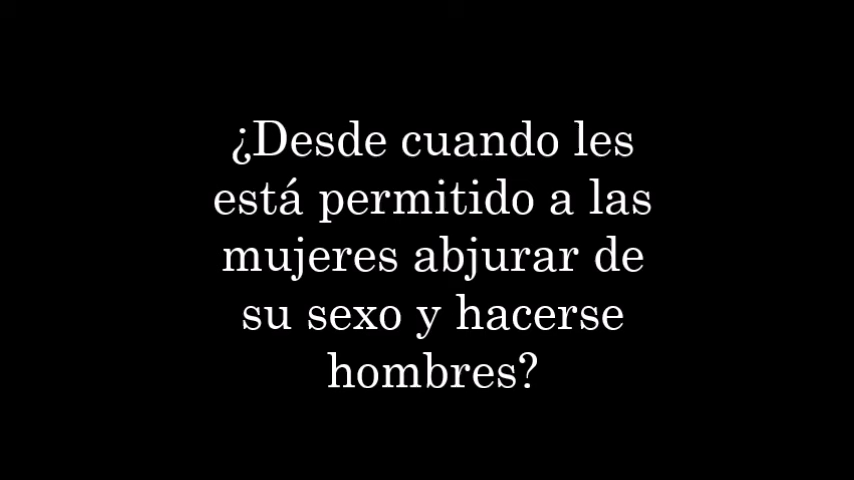 ¿Desde cuando les
está permitido a las
mujeres abjurar de
su sexo y hacerse
hombres?